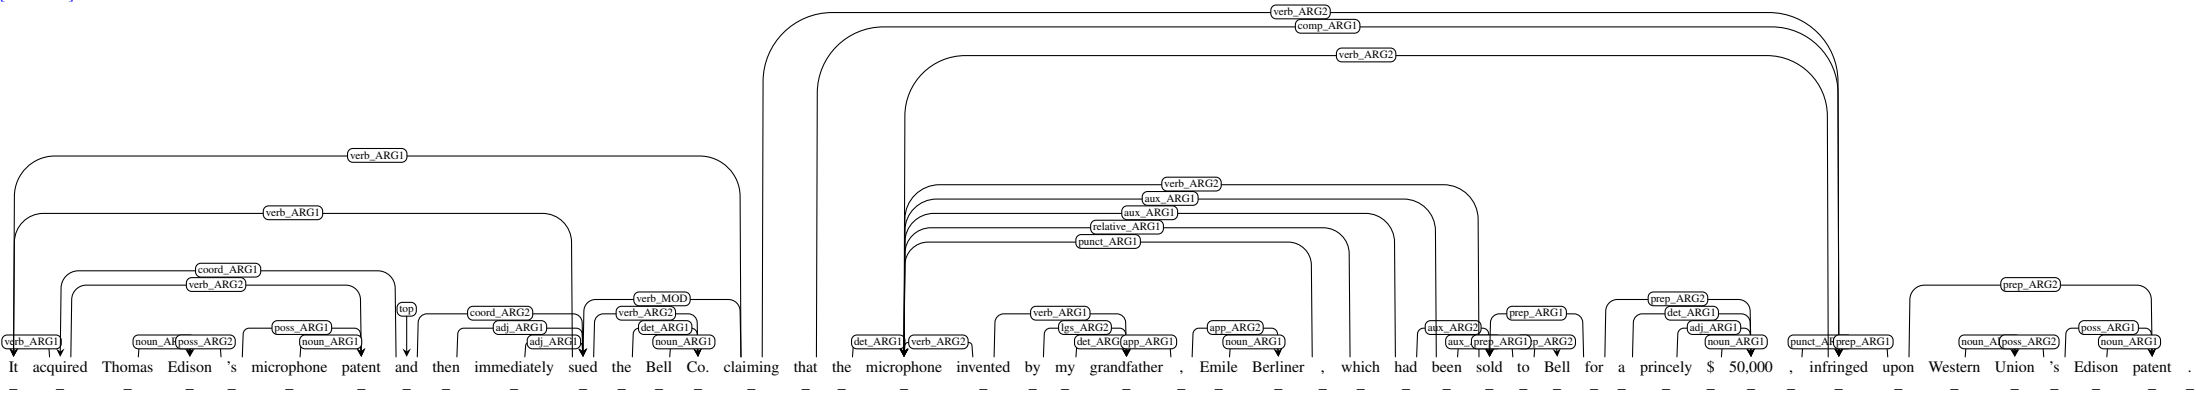 verb_ARG2
comp_ARG1
verb_ARG2
verb_ARG1
verb_ARG2
aux_ARG1
verb_ARG1 aux_ARG1
relative_ARG1
punct_ARG1
coord_ARG1
verb_ARG2 prep_ARG2
verb_MOD prep_ARG2
top coord_ARG2 verb_ARG2 verb_ARG1 prep_ARG1 det_ARG1
poss_ARG1 adj_ARG1 det_ARG1 lgs_ARG2 app_ARG2 aux_ARG2 adj_ARG1 poss_ARG1
verb_ARG1 poss_ARG2 noun_ARG1 adj_ARG1 noun_ARG1 det_ARG1 verb_ARG2 app_ARG1 noun_ARG1 prep_ARG1 noun_ARG1 prep_ARG1 poss_ARG2 noun_ARG1
It acquired Thomas Edison 's microphone patent and then immediately sued the Bell Co. claiming that the microphone invented by my grandfather , Emile Berliner , which had been sold to Bell for a princely $ 50,000 , infringed upon Western Union 's Edison patent .